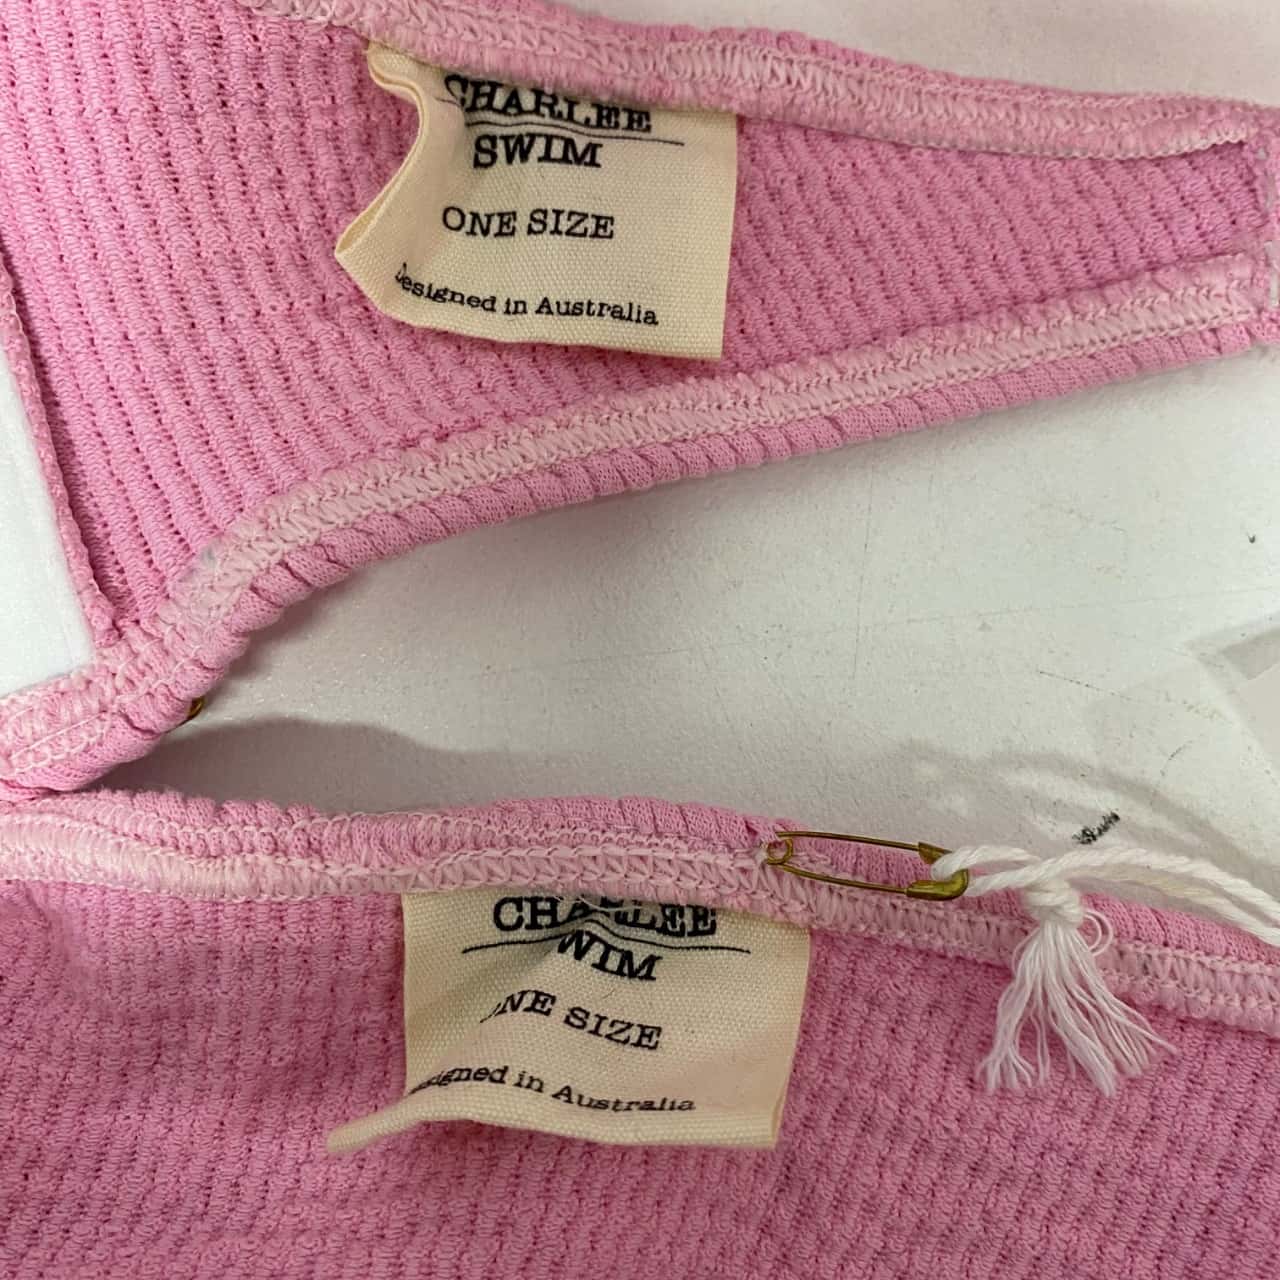 CHARLEE
SWIM
ONE SIZE
Designed in Australia
CHARLEE
SWIM
ONE SIZE
Designed in Australia